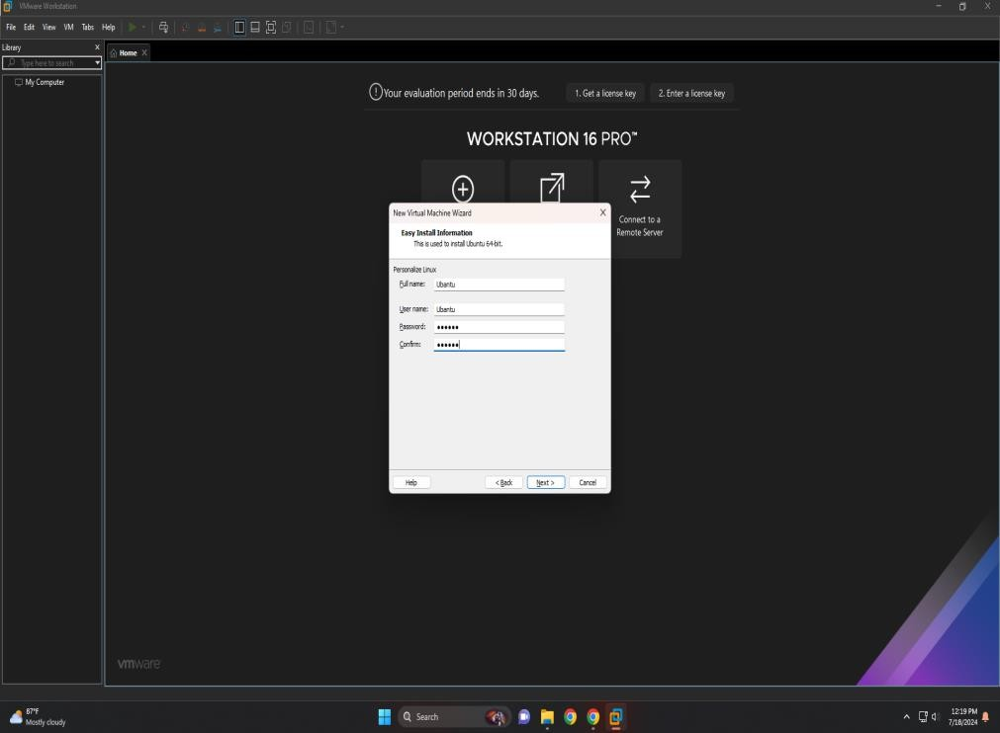 VMware Workstation
File Edit View VM Tabs Help
Library X
Type here to search
My Computer
Home X
Your evaluation period ends in 30 days.
1. Get a license key
2. Enter a license key
WORKSTATION 16 PRO™
Connect to a
Remote Server
New Virtual Machine Wizard X
Easy Install Information
This is used to install Ubuntu 64-bit.
Personalize Linux
Full name: Ubantu
User name: Ubantu
Password: ••••••
Confirm: ••••••
Help < Back Next > Cancel
vmware
87°F
Mostly cloudy
Search
12:19 PM
7/18/2024